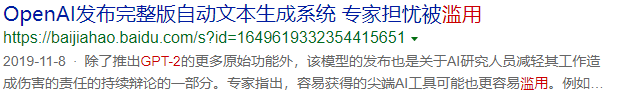 OpenAI发布完整版自动文本生成系统 专家担忧被滥用
https://baijiahao.baidu.com/s?id=1649619332354415651
2019-11-8 · 除了推出GPT-2的更多原始功能外，该模型的发布也是关于AI研究人员减轻其工作造
成伤害的责任的持续辩论的一部分。专家指出，容易获得的尖端AI工具可能也更容易滥用。例如…